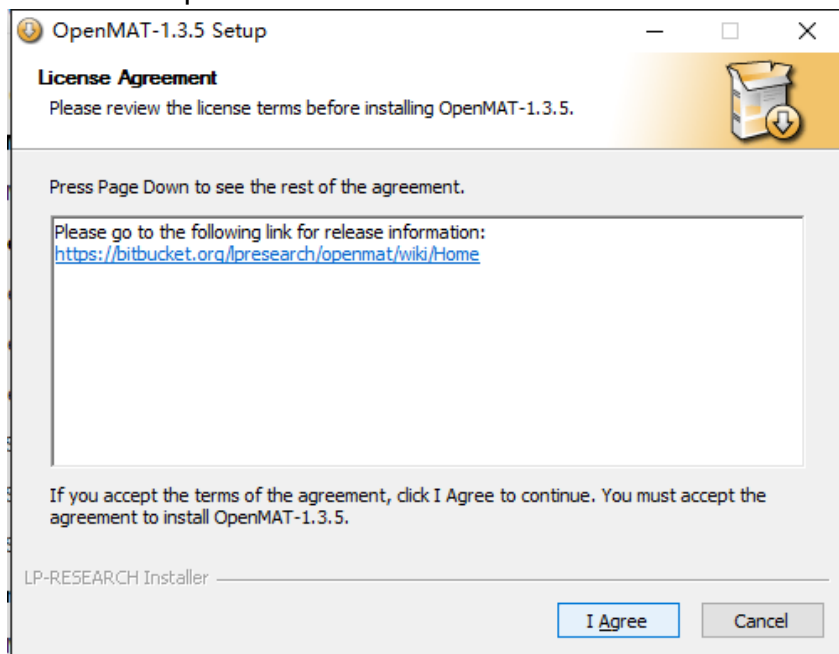 OpenMAT-1.3.5 Setup
License Agreement
Please review the license terms before installing OpenMAT-1.3.5.
Press Page Down to see the rest of the agreement.
Please go to the following link for release information:
https://bitbucket.org/lpresearch/openmat/wiki/Home
If you accept the terms of the agreement, click I Agree to continue. You must accept the
agreement to install OpenMAT-1.3.5.
LP-RESEARCH Installer
I Agree
Cancel